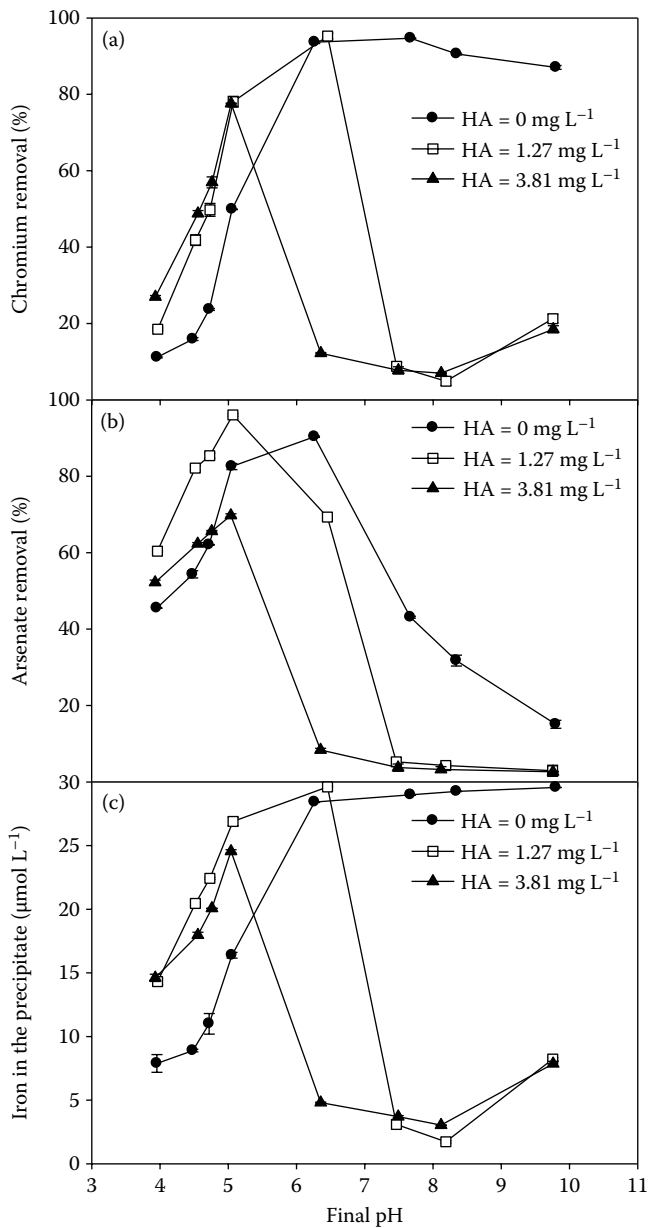 (a)
Chromium removal (%)
100
80
60
40
20
HA = 0 mg L⁻¹
HA = 1.27 mg L⁻¹
HA = 3.81 mg L⁻¹
(b)
Arsenate removal (%)
100
80
60
40
20
HA = 0 mg L⁻¹
HA = 1.27 mg L⁻¹
HA = 3.81 mg L⁻¹
(c)
Iron in the precipitate (μmol L⁻¹)
30
25
20
15
10
5
0
HA = 0 mg L⁻¹
HA = 1.27 mg L⁻¹
HA = 3.81 mg L⁻¹
3 4 5 6 7 8 9 10 11
Final pH